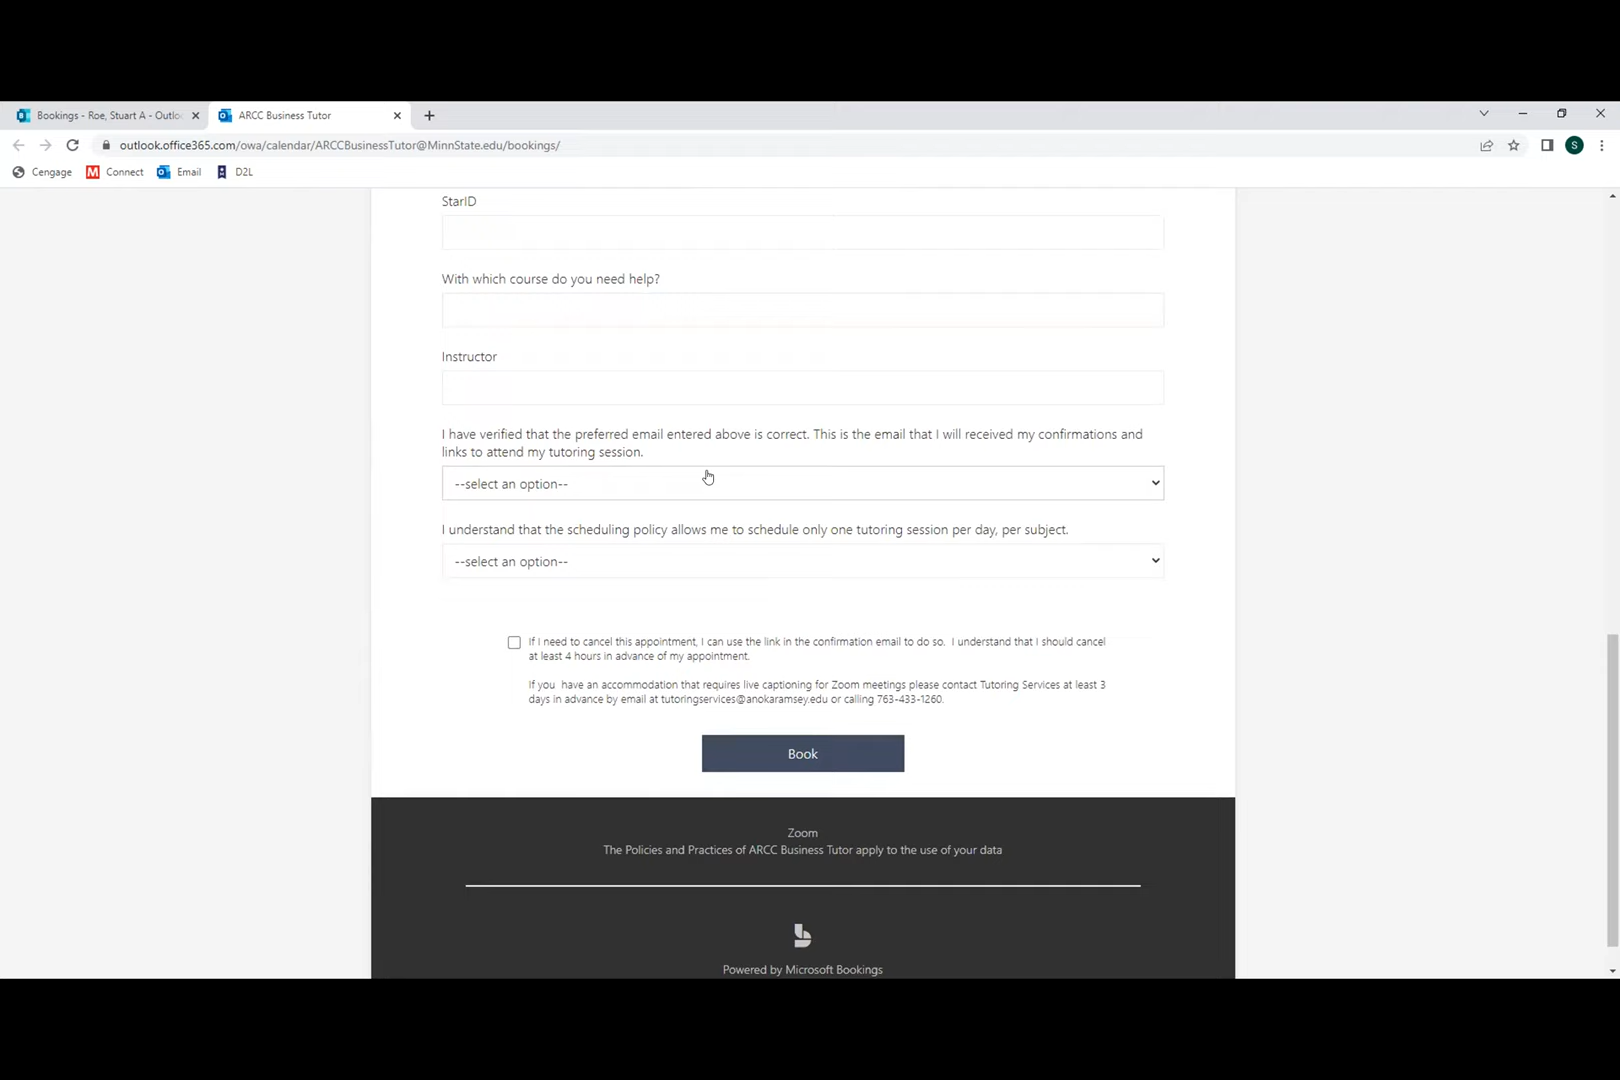 Bookings - Roe, Stuart A - Outlo
ARCC Business Tutor
outlook.office365.com/owa/calendar/ARCCBusinessTutor@MinnState.edu/bookings/
S
Cengage
M Connect
Email
D2L
StarID
With which course do you need help?
Instructor
I have verified that the preferred email entered above is correct. This is the email that I will received my confirmations and
links to attend my tutoring session.
--select an option--
I understand that the scheduling policy allows me to schedule only one tutoring session per day, per subject.
--select an option--
If I need to cancel this appointment, I can use the link in the confirmation email to do so. I understand that I should cancel
at least 4 hours in advance of my appointment.
If you have an accommodation that requires live captioning for Zoom meetings please contact Tutoring Services at least 3
days in advance by email at tutoringservices@anokaramsey.edu or calling 763-433-1260.
Book
Zoom
The Policies and Practices of ARCC Business Tutor apply to the use of your data
Powered by Microsoft Bookings